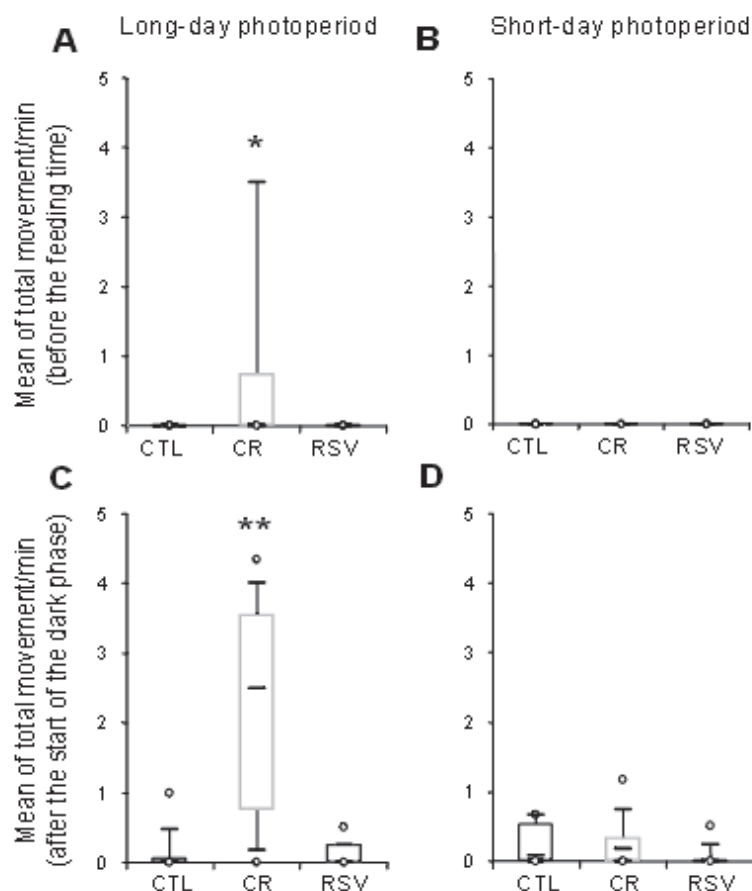 A Long-day photoperiod
B Short-day photoperiod
Mean of total movement/min
(before the feeding time)
5
4
3
2
1
0
*
CTL CR RSV
5
4
3
2
1
0
CTL CR RSV
C
D
Mean of total movement/min
(after the start of the dark phase)
5
4
3
2
1
0
**
CTL CR RSV
5
4
3
2
1
0
CTL CR RSV